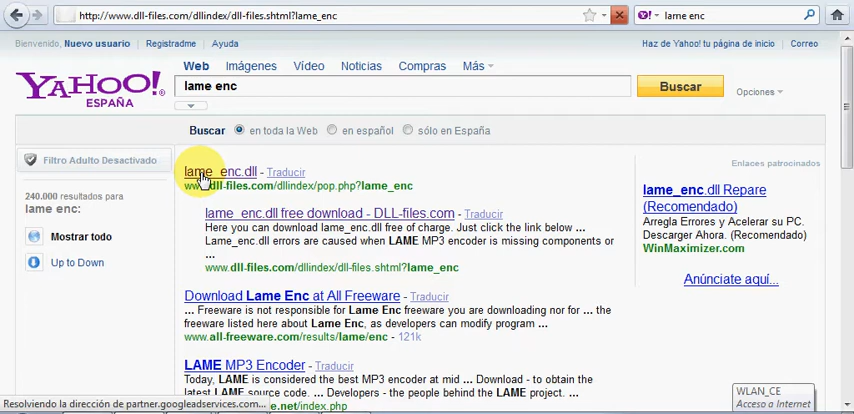 http://www.dll-files.com/dllindex/dll-files.shtml?lame_enc
lame enc
Bienvenido, Nuevo usuario
Registradme
Ayuda
Haz de Yahoo! tu página de inicio
Correo
Web
Imágenes
Vídeo
Noticias
Compras
Más
YAHOO!
ESPAÑA
lame enc
Buscar
Opciones
Buscar
en toda la Web
en español
sólo en España
Filtro Adulto Desactivado
240.000 resultados para
lame enc:
Mostrar todo
Up to Down
lame_enc.dll - Traducir
www.dll-files.com/dllindex/pop.php?lame_enc
lame_enc.dll free download - DLL-files.com - Traducir
Here you can download lame_enc.dll free of charge. Just click the link below ...
Lame_enc.dll errors are caused when LAME MP3 encoder is missing components or
...
www.dll-files.com/dllindex/dll-files.shtml?lame_enc
Download Lame Enc at All Freeware - Traducir
... Freeware is not responsible for Lame Enc freeware you are downloading nor for ... the
freeware listed here about Lame Enc, as developers can modify program ...
www.all-freeware.com/results/lame/enc - 121k
LAME MP3 Encoder - Traducir
Today, LAME is considered the best MP3 encoder at mid ... Download - to obtain the
latest LAME source code. ... Developers - the people behind the LAME project.
.net/index.php
Enlaces patrocinados
lame_enc.dll Repare
(Recomendado)
Arregla Errores y Acelerar su PC.
Descargar Ahora. (Recomendado)
WinMaximizer.com
Anúnciate aquí...
WLAN_CE
Acceso a Internet
Resolviendo la dirección de partner.googleadservices.com...